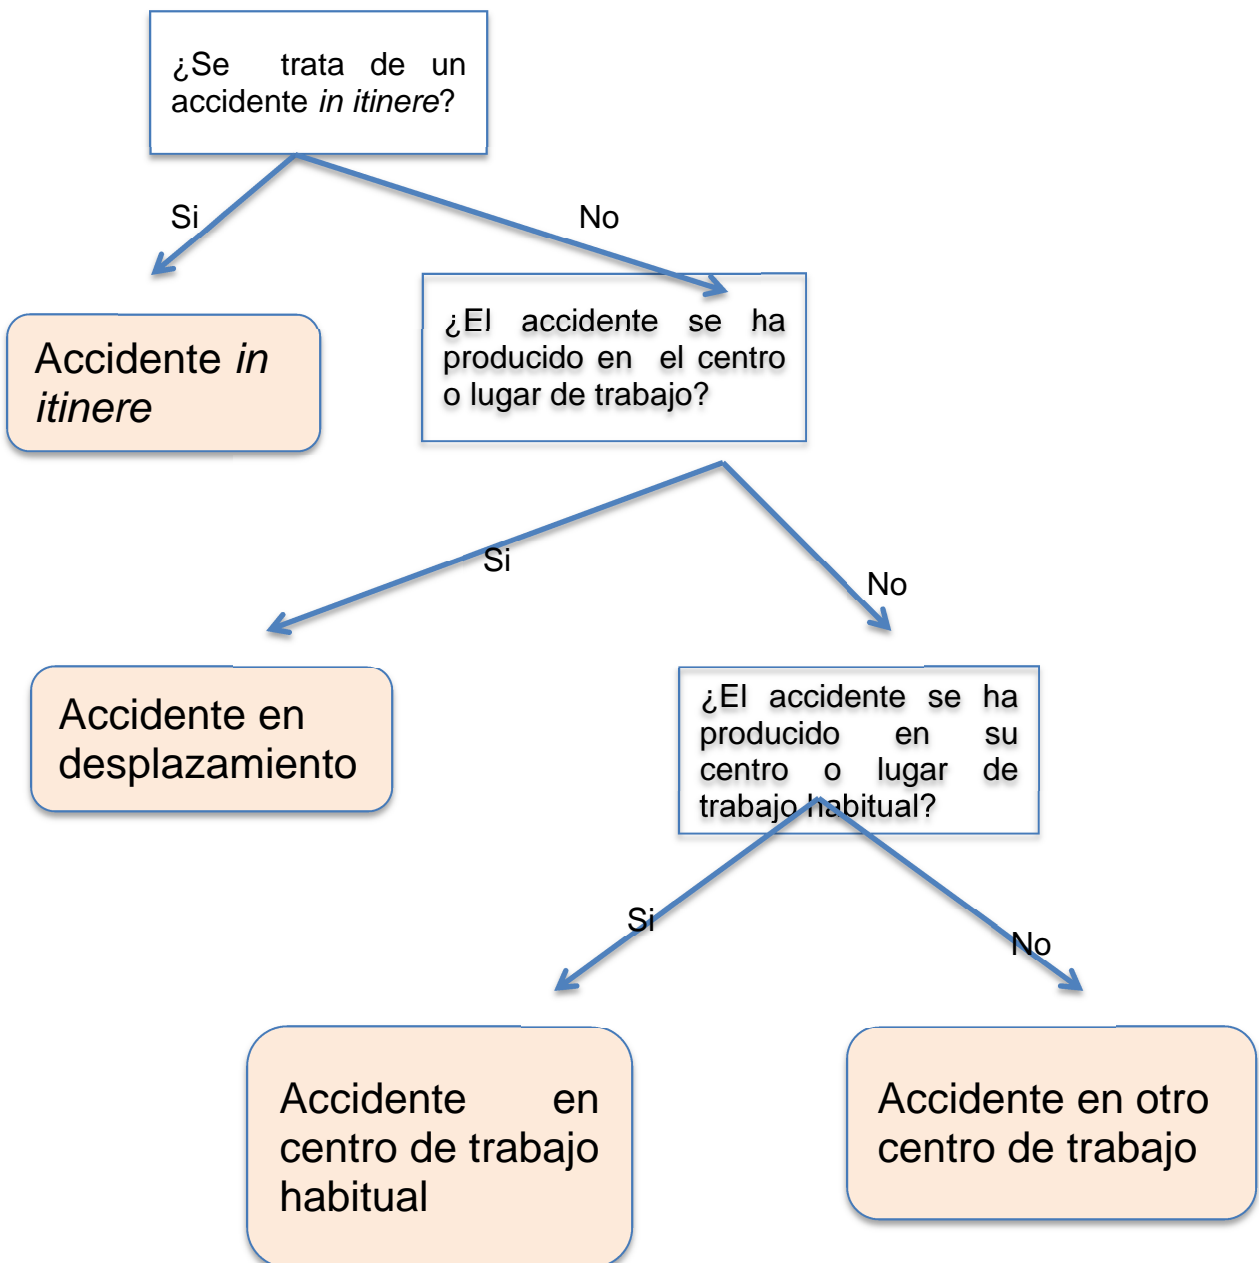 ¿Se trata de un
accidente in itinere?
Si
No
Accidente in
itinere
¿El accidente se ha
producido en el centro
o lugar de trabajo?
Si
No
Accidente en
desplazamiento
¿El accidente se ha
producido en su
centro o lugar de
trabajo habitual?
Si
No
Accidente en
centro de trabajo
habitual
Accidente en otro
centro de trabajo